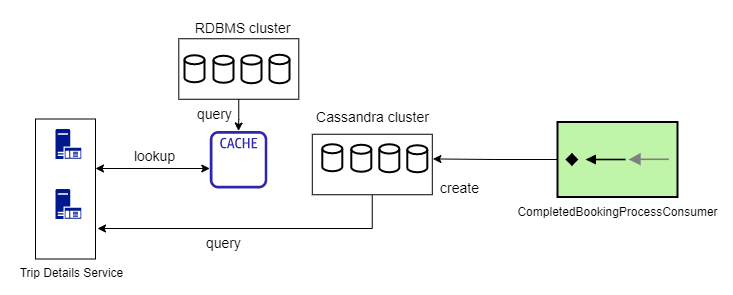 RDBMS cluster
query
Cassandra cluster
CACHE
lookup
create
CompletedBookingProcessConsumer
query
Trip Details Service